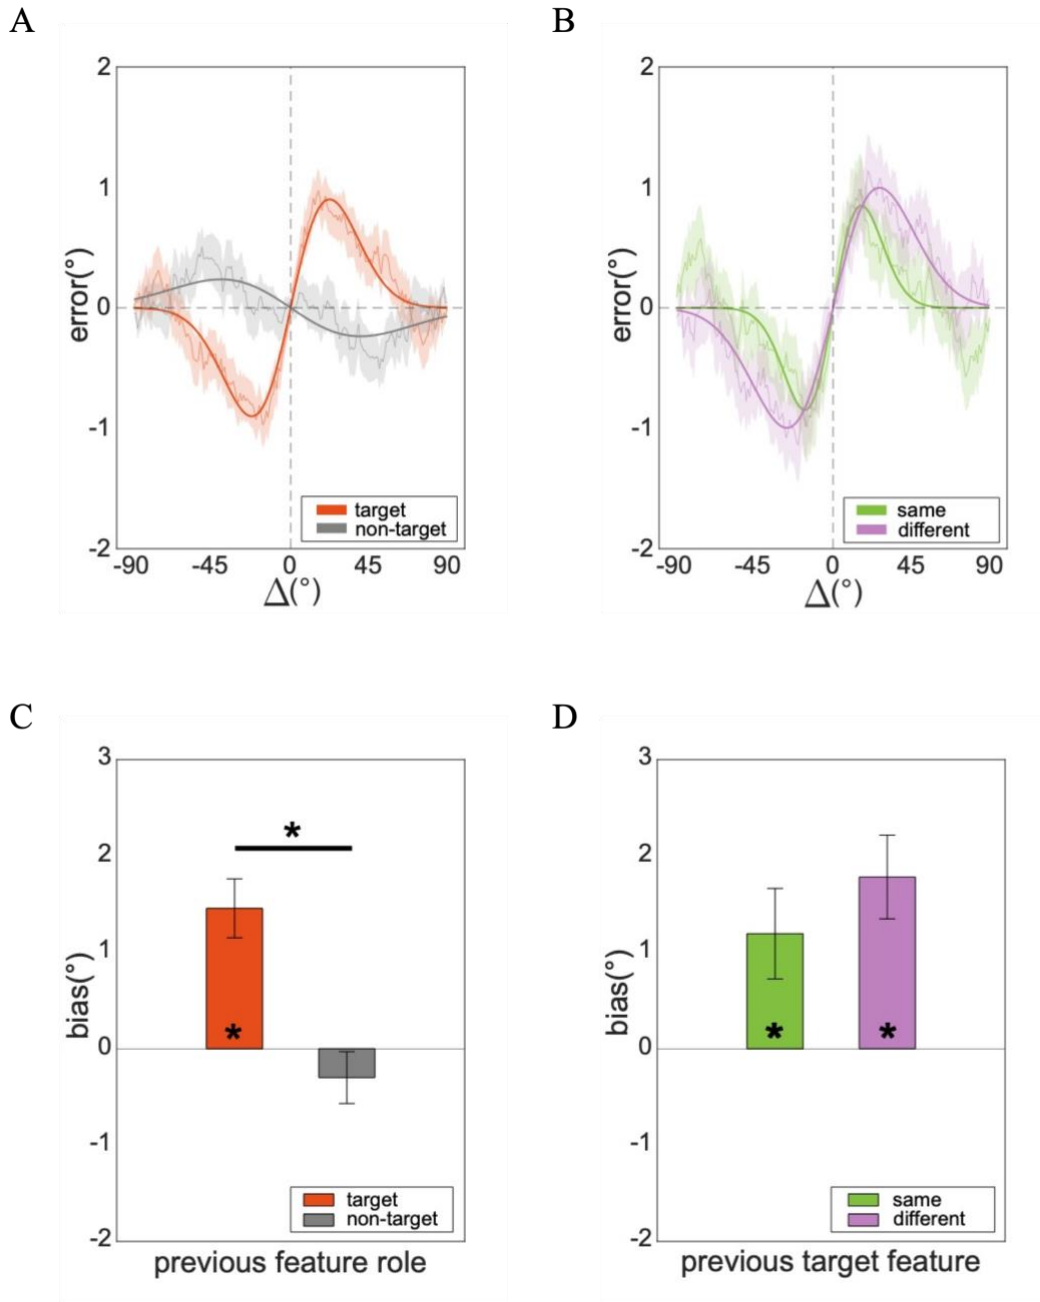 A
2
1
0
-1
-2
error(°)
-90
-45
0
45
90
Δ(°)
target
non-target
B
2
1
0
-1
-2
error(°)
-90
-45
0
45
90
Δ(°)
same
different
C
3
2
1
0
-1
-2
bias(°)
*
*
target
non-target
previous feature role
D
3
2
1
0
-1
-2
bias(°)
* *
same
different
previous target feature